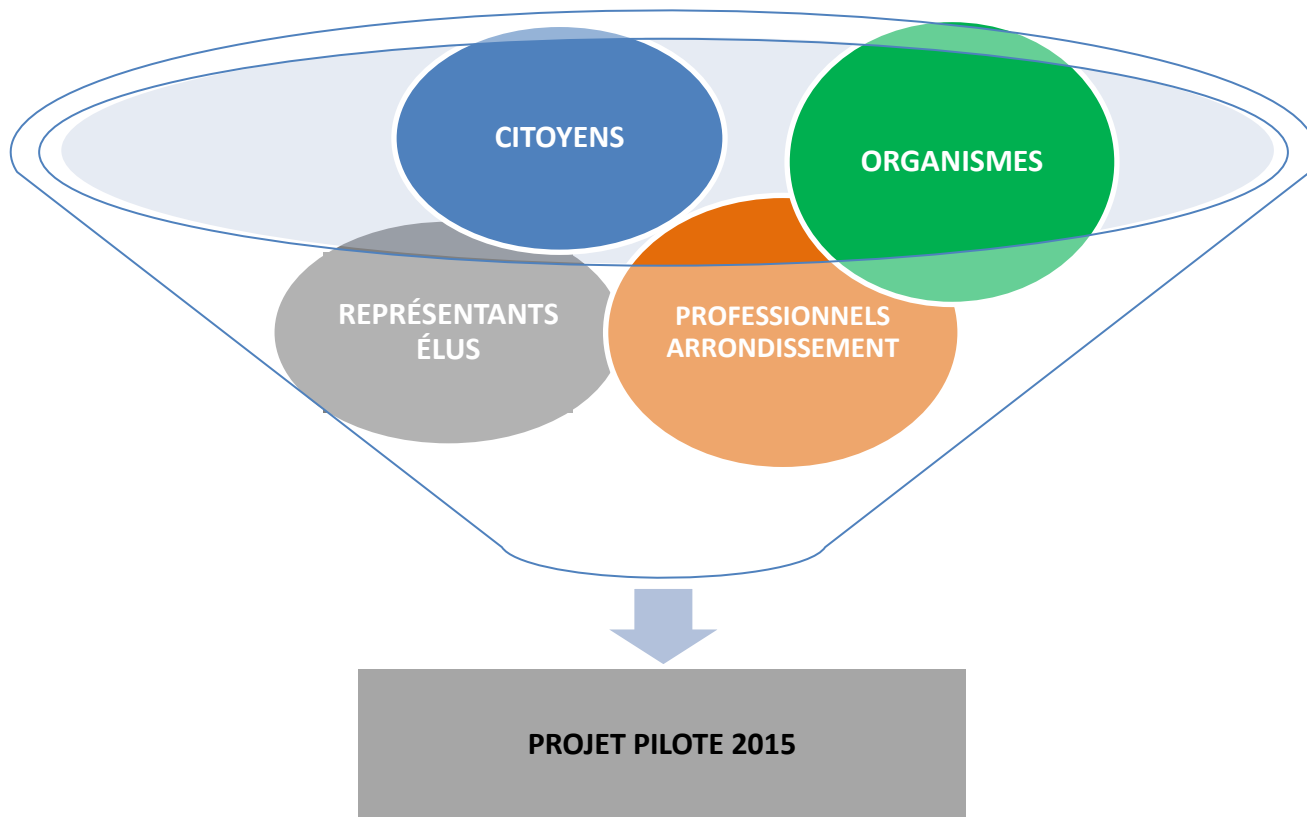 CITOYENS
ORGANISMES
REPRÉSENTANTS
ÉLUS
PROFESSIONNELS
ARRONDISSEMENT
PROJET PILOTE 2015